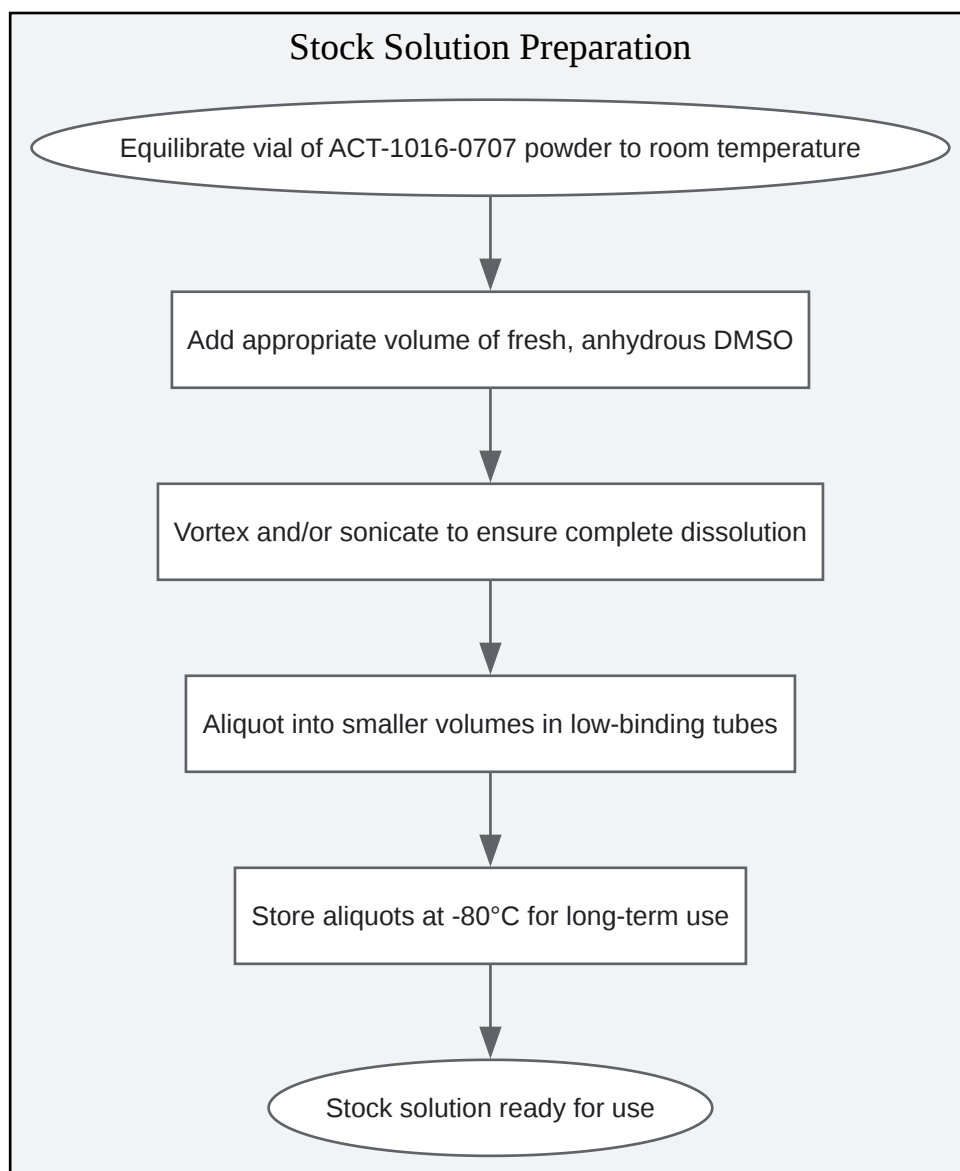 Stock Solution Preparation
Equilibrate vial of ACT-1016-0707 powder to room temperature
Add appropriate volume of fresh, anhydrous DMSO
Vortex and/or sonicate to ensure complete dissolution
Aliquot into smaller volumes in low-binding tubes
Store aliquots at -80°C for long-term use
Stock solution ready for use